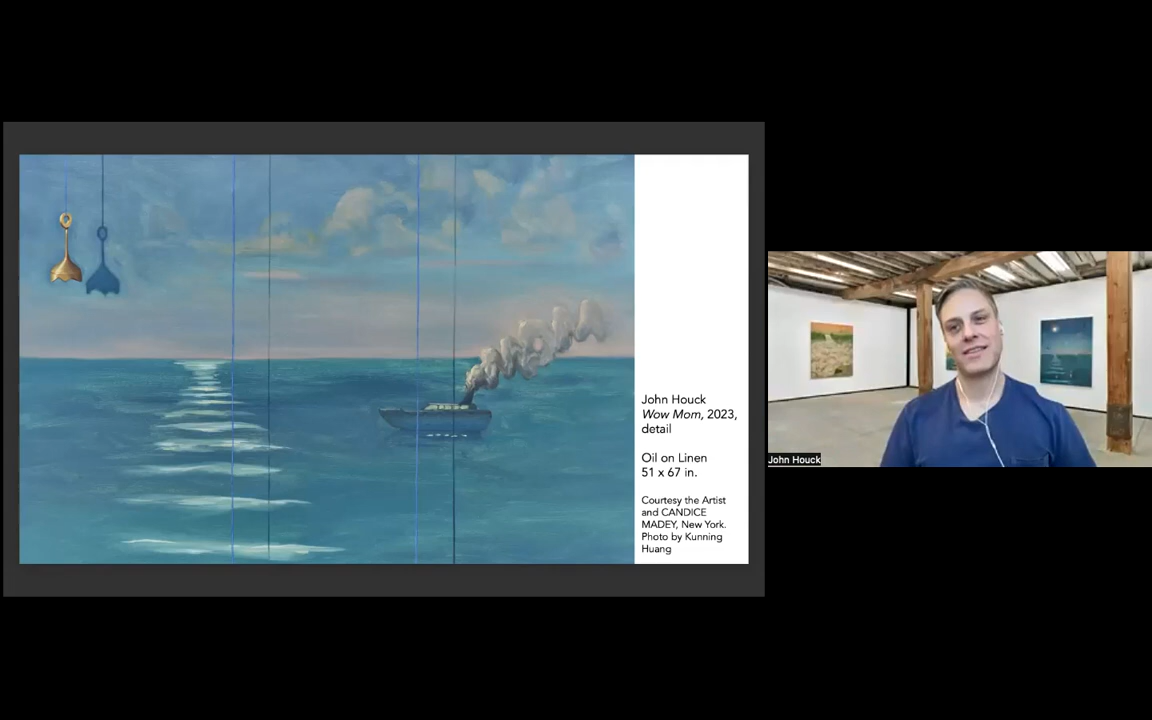 John Houck
Wow Mom, 2023,
detail
Oil on Linen
51 x 67 in.
Courtesy the Artist
and CANDICE
MADEY, New York.
Photo by Kunning
Huang
John Houck